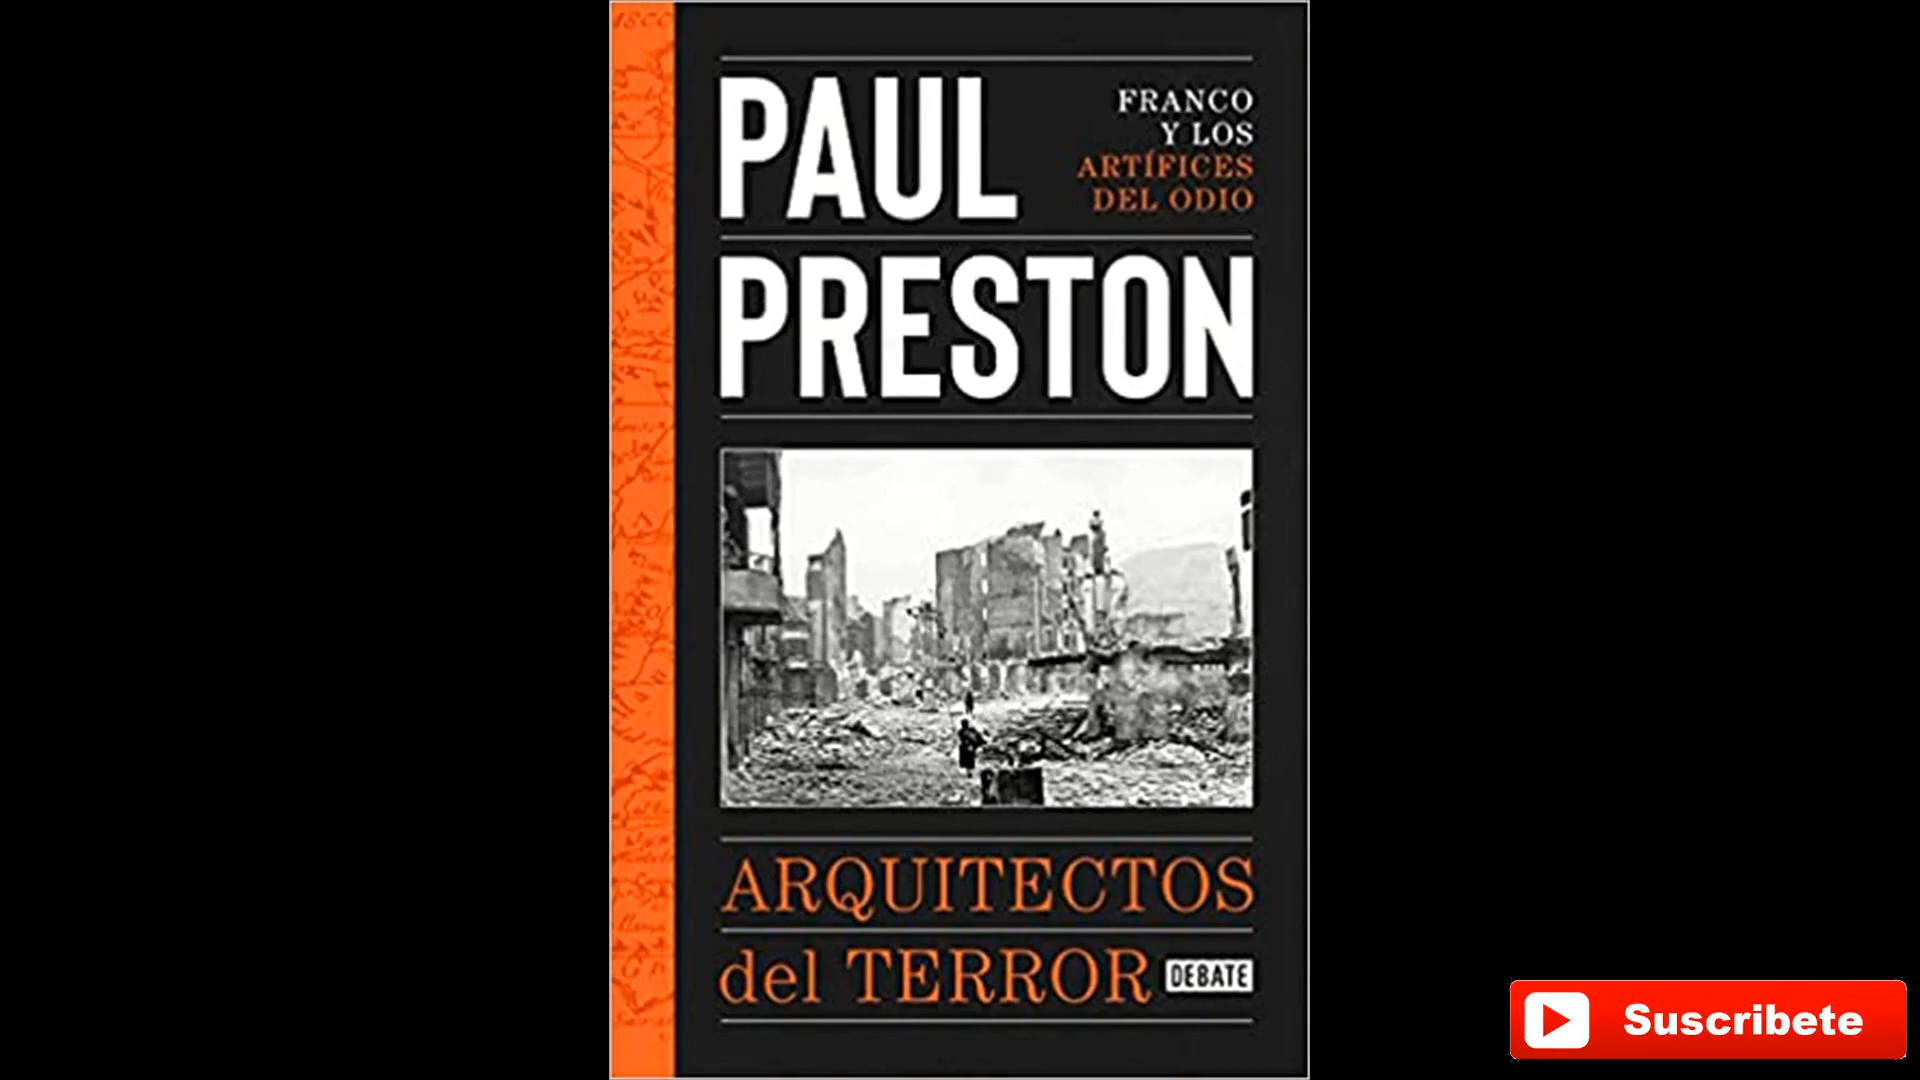 PAUL
FRANCO
Y LOS
ARTÍFICES
DEL ODIO
PRESTON
ARQUITECTOS
del TERROR
DEBATE
Suscribete